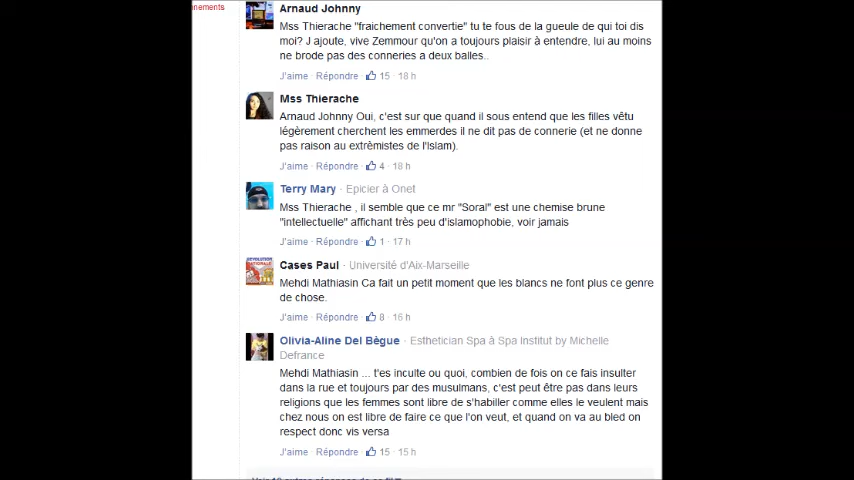 nnements
Arnaud Johnny
Mss Thierache "fraichement convertie" tu te fous de la gueule de qui toi dis
moi? J ajoute, vive Zemmour qu'on a toujours plaisir à entendre, lui au moins
ne brode pas des conneries a deux balles..
J'aime · Répondre · 15 · 18 h
Mss Thierache
Arnaud Johnny Oui, c'est sur que quand il sous entend que les filles vêtu
légèrement cherchent les emmerdes il ne dit pas de connerie (et ne donne
pas raison au extrêmistes de l'Islam).
J'aime · Répondre · 4 · 18 h
Terry Mary · Epicier à Onet
Mss Thierache , il semble que ce mr "Soral" est une chemise brune
"intellectuelle" affichant très peu d'islamophobie, voir jamais
J'aime · Répondre · 1 · 17 h
Cases Paul · Université d'Aix-Marseille
Mehdi Mathiasin Ca fait un petit moment que les blancs ne font plus ce genre
de chose.
J'aime · Répondre · 8 · 16 h
Olivia-Aline Del Bègue · Esthetician Spa à Spa Institut by Michelle
Defrance
Mehdi Mathiasin ... t'es inculte ou quoi, combien de fois on ce fais insulter
dans la rue et toujours par des musulmans, c'est peut être pas dans leurs
religions que les femmes sont libre de s'habiller comme elles le veulent mais
chez nous on est libre de faire ce que l'on veut, et quand on va au bled on
respect donc vis versa
J'aime · Répondre · 15 · 15 h